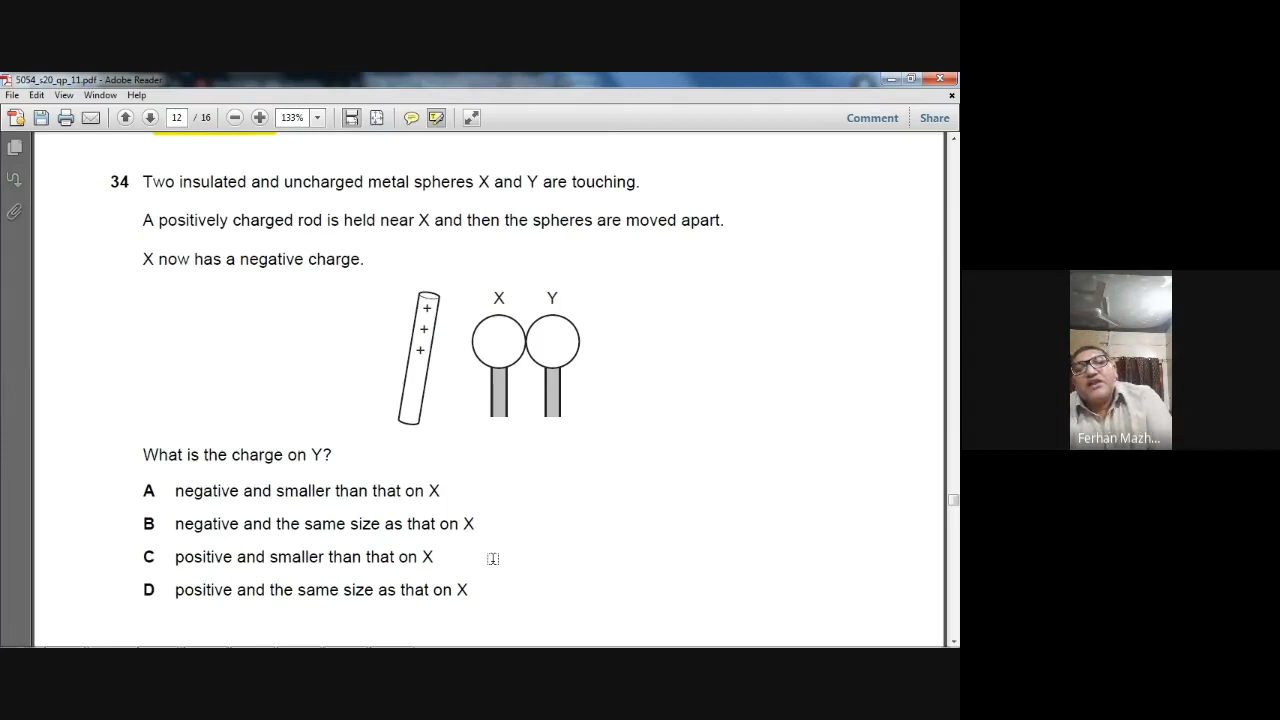 5054_s20_qp_11.pdf - Adobe Reader
File Edit View Window Help
12 / 16 133% Comment Share
34 Two insulated and uncharged metal spheres X and Y are touching.
A positively charged rod is held near X and then the spheres are moved apart.
X now has a negative charge.
X Y
+
+
+
What is the charge on Y?
A negative and smaller than that on X
B negative and the same size as that on X
C positive and smaller than that on X
D positive and the same size as that on X
Ferhan Mazh...